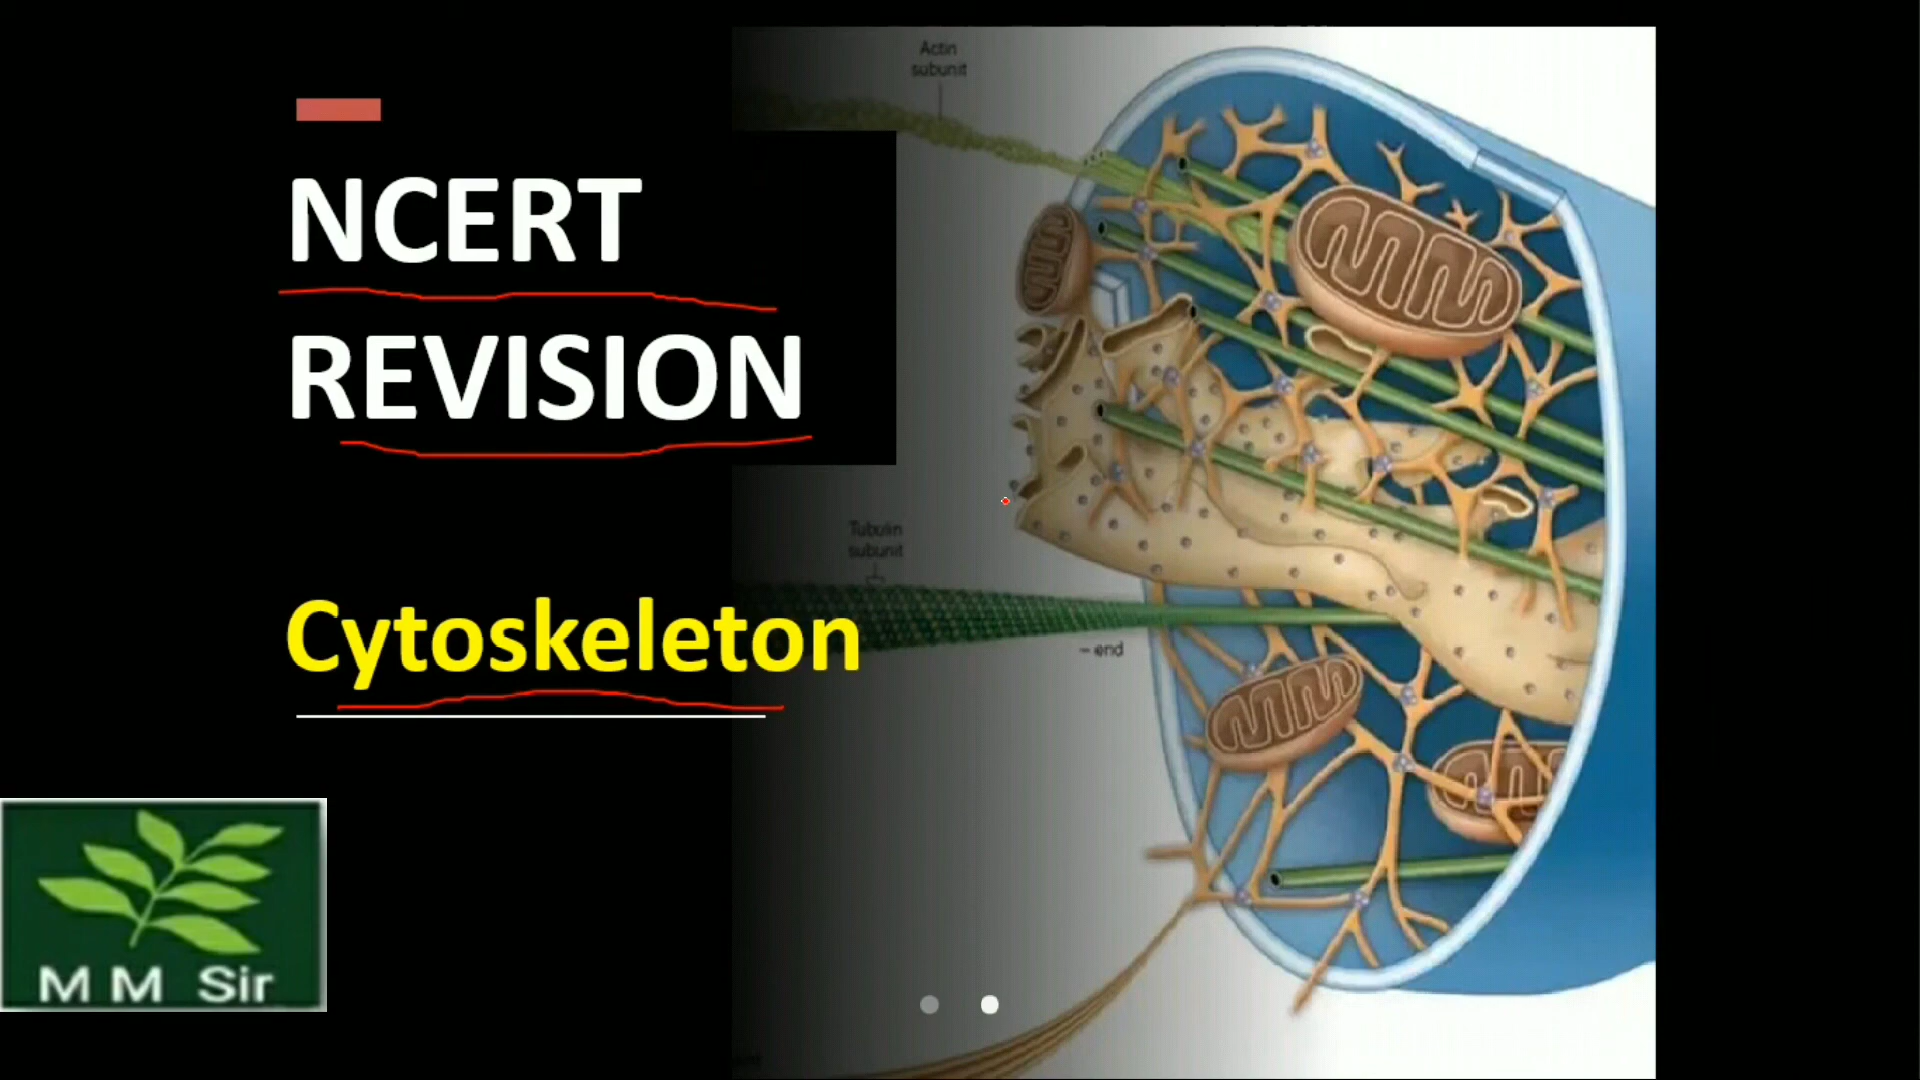 Actin
subunit
NCERT
REVISION
Tubulin
subunit
Cytoskeleton
– end
M M Sir